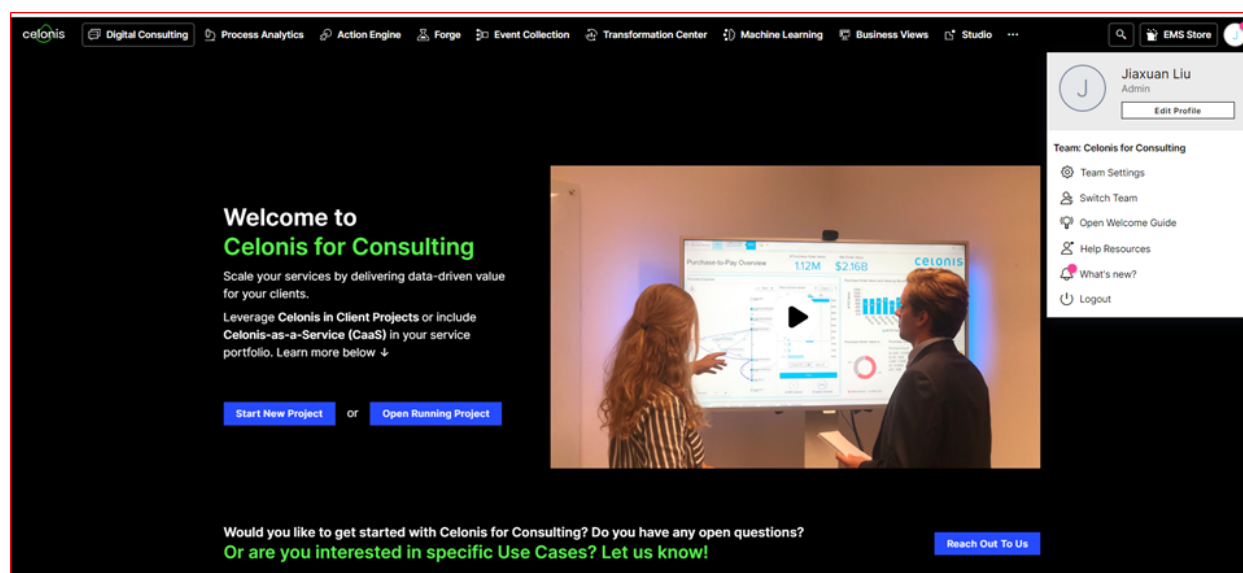 celonis
Digital Consulting
Process Analytics
Action Engine
Forge
Event Collection
Transformation Center
Machine Learning
Business Views
Studio
···
EMS Store
J
J
Jiaxuan Liu
Admin
Edit Profile
Team: Celonis for Consulting
Team Settings
Switch Team
Open Welcome Guide
Help Resources
What's new?
Logout
Welcome to
Celonis for Consulting
Scale your services by delivering data-driven value
for your clients.
Leverage Celonis in Client Projects or include
Celonis-as-a-Service (CaaS) in your service
portfolio. Learn more below ↓
Start New Project
or
Open Running Project
Purchase-to-Pay Overview
1.12M
$2.16B
celonis
Would you like to get started with Celonis for Consulting? Do you have any open questions?
Or are you interested in specific Use Cases? Let us know!
Reach Out To Us